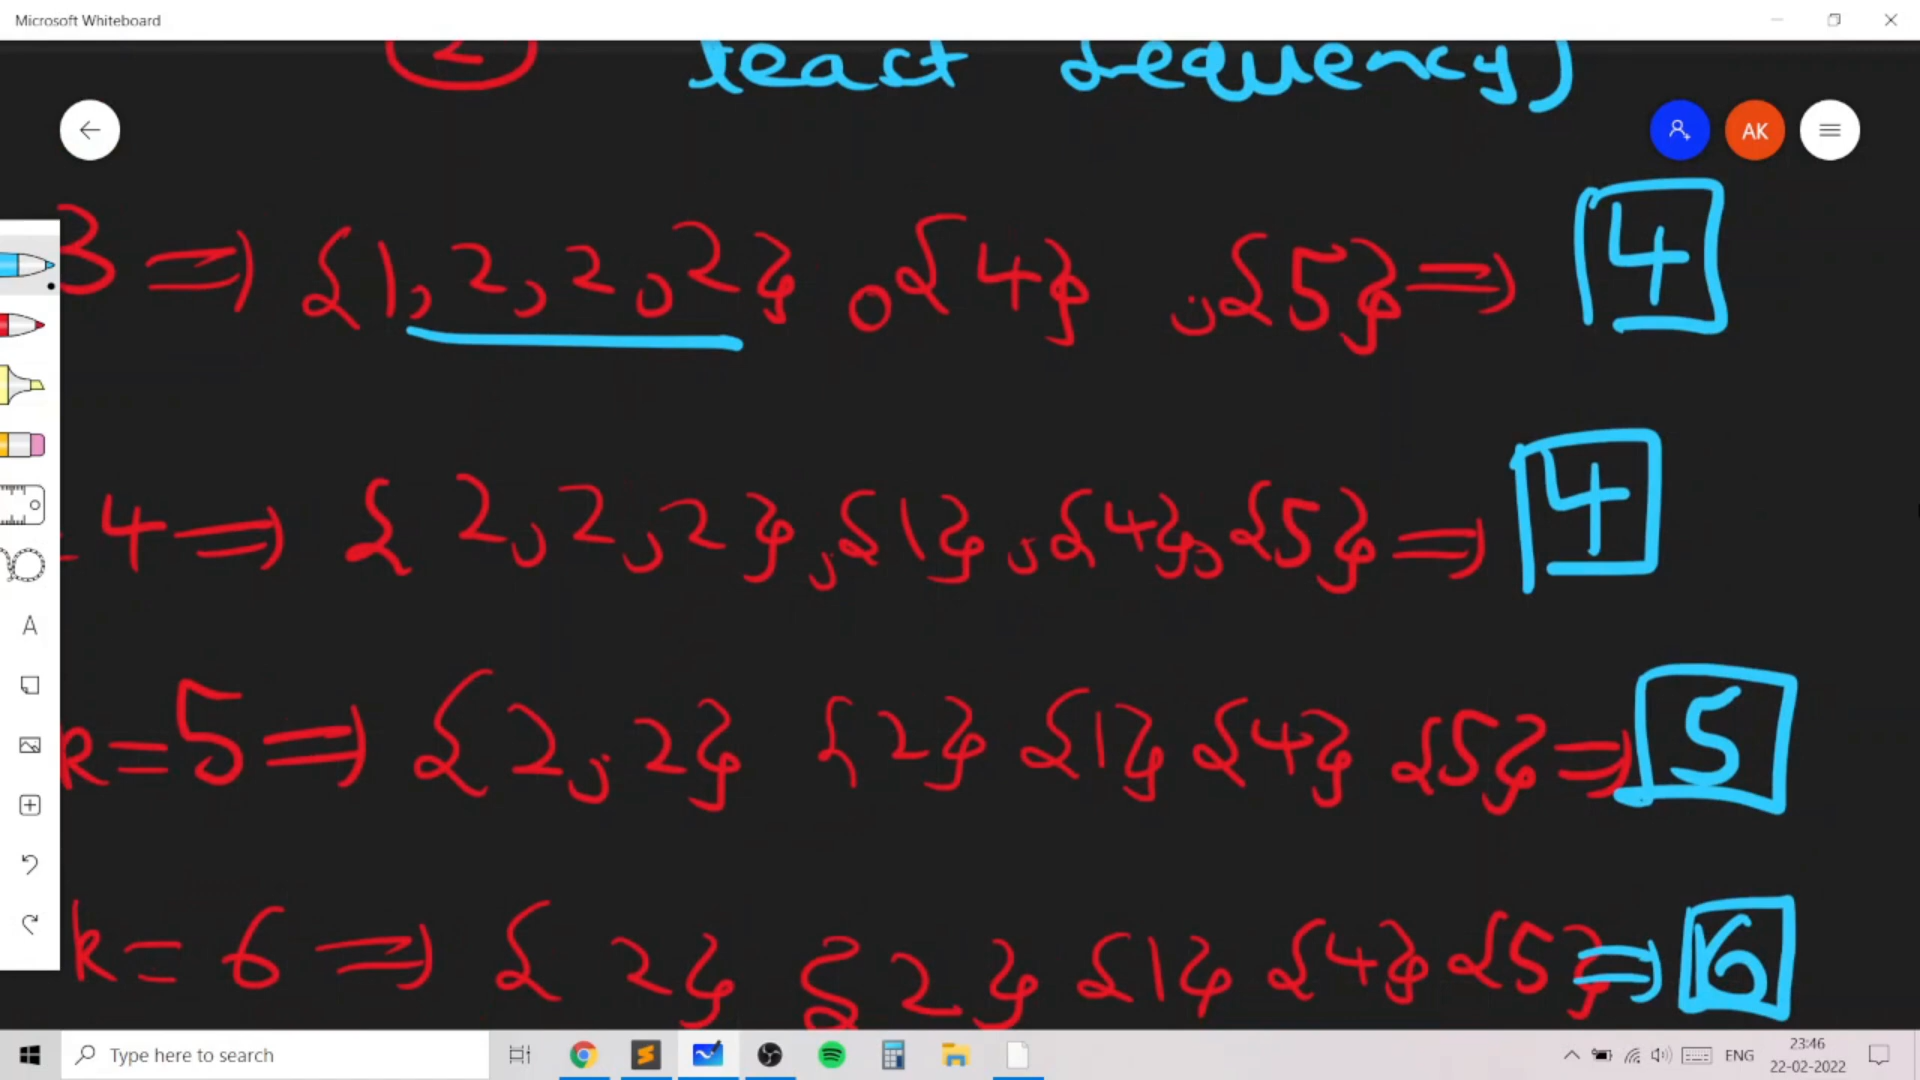 Microsoft Whiteboard
2
AK
3 => {1, 2, 2, 2}, {4}, {5} => 4
4 => {2, 2, 2}, {1}, {4}, {5} => 4
k=5 => {2, 2} {2} {1} {4} {5} => 5
k=6 => {2} {2} {1} {4} {5} => 6
A
Type here to search
ENG
23:46
22-02-2022